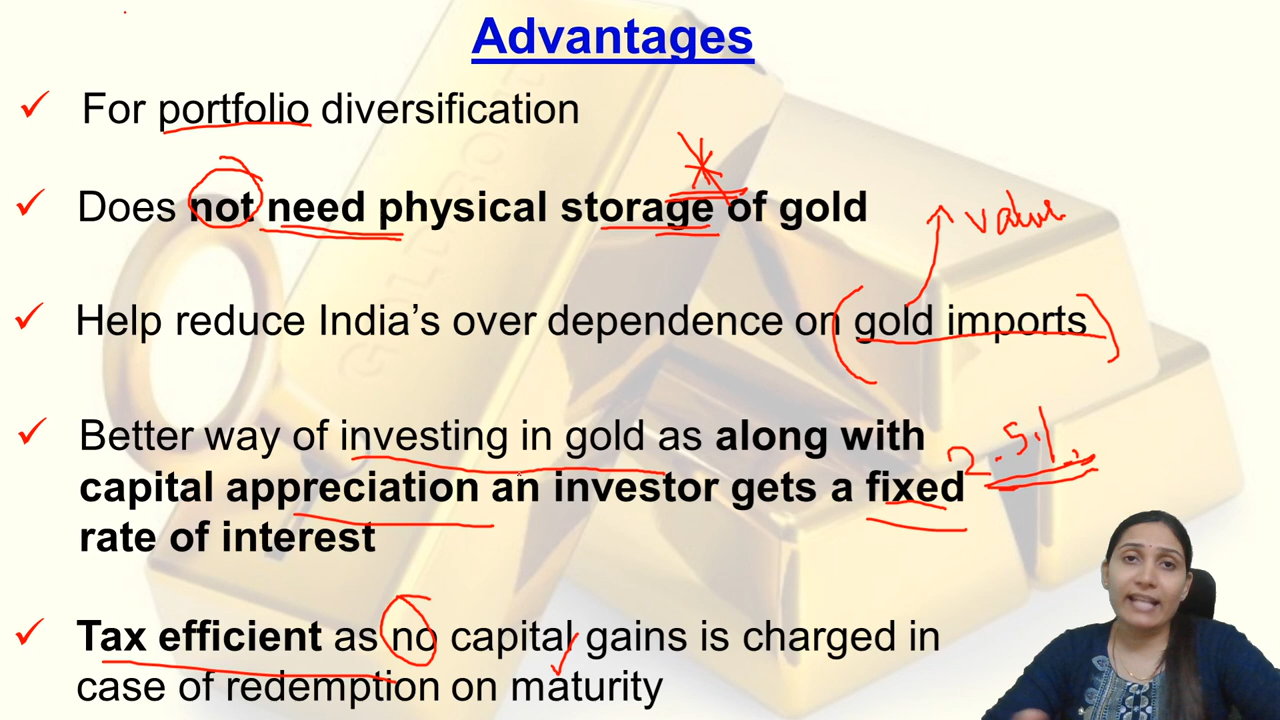 Advantages
✓ For portfolio diversification
✓ Does not need physical storage of gold
value
✓ Help reduce India’s over dependence on gold imports
✓ Better way of investing in gold as along with
capital appreciation an investor gets a fixed
2.5%
rate of interest
✓ Tax efficient as no capital gains is charged in
case of redemption on maturity